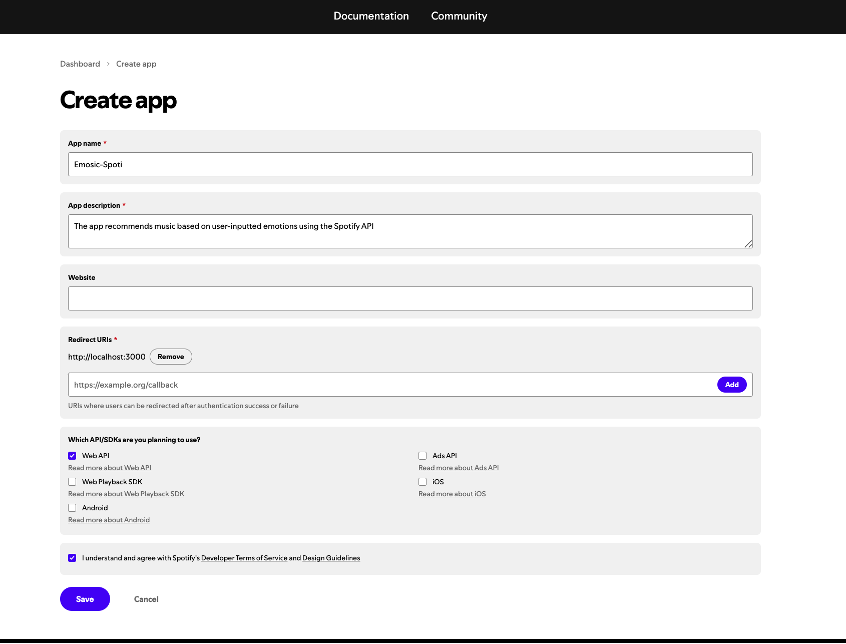 Documentation Community
Dashboard > Create app
Create app
App name *
Emosic-Spoti
App description *
The app recommends music based on user-inputted emotions using the Spotify API
Website
Redirect URIs *
http://localhost:3000 Remove
https://example.org/callback Add
URIs where users can be redirected after authentication success or failure
Which API/SDKs are you planning to use?
Web API Ads API
Read more about Web API Read more about Ads API
Web Playback SDK iOS
Read more about Web Playback SDK Read more about iOS
Android
Read more about Android
I understand and agree with Spotify's Developer Terms of Service and Design Guidelines
Save Cancel